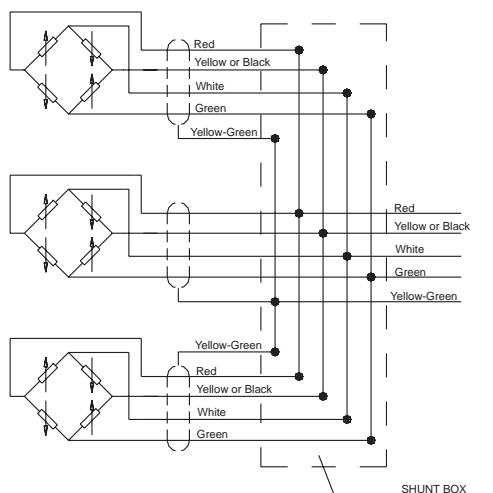 Red
Yellow or Black
White
Green
Yellow-Green
Red
Yellow or Black
White
Green
Yellow-Green
Yellow-Green
Red
Yellow or Black
White
Green
SHUNT BOX